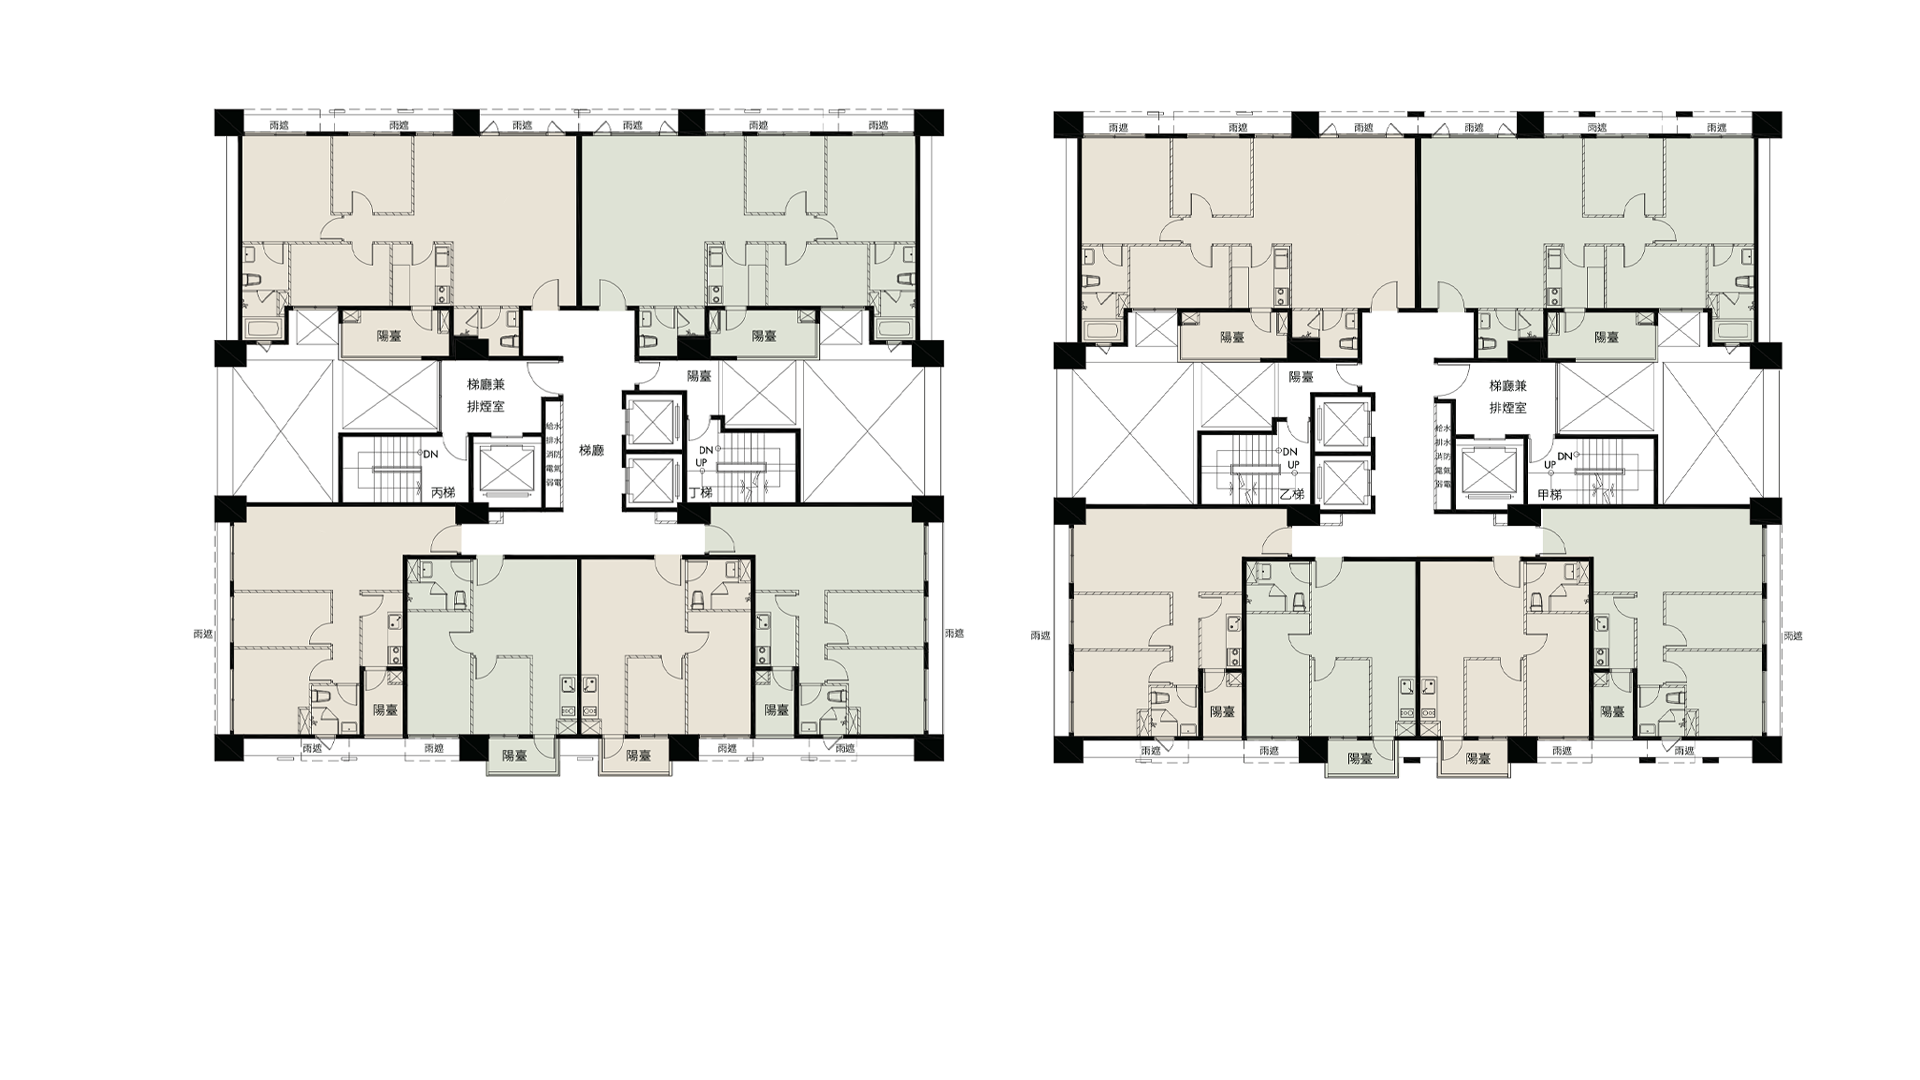 雨遮 雨遮 雨遮 雨遮 雨遮 雨遮
陽臺 陽臺
梯廳兼
排煙室
陽臺
給水
排水
消防
電氣
弱電
梯廳
DN
丙梯
DN
UP
丁梯
雨遮 雨遮
陽臺 陽臺
雨遮 雨遮 陽臺 陽臺 雨遮 雨遮
雨遮 雨遮 雨遮 雨遮 雨遮 雨遮
陽臺 陽臺
陽臺
梯廳兼
排煙室
給水
排水
消防
電氣
弱電
DN
UP
乙梯
DN
UP
甲梯
雨遮 雨遮
陽臺 陽臺
雨遮 雨遮 陽臺 陽臺 雨遮 雨遮